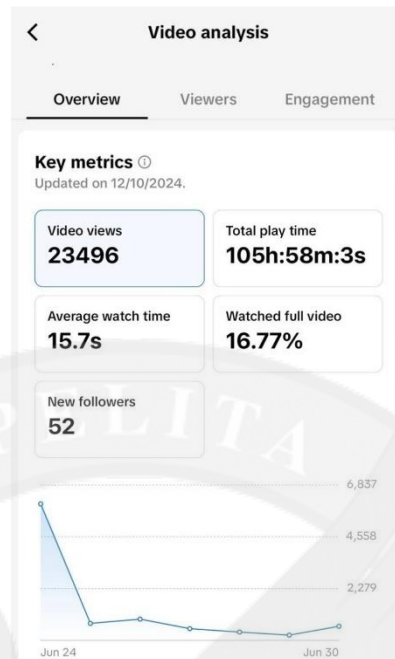 Video analysis
Overview Viewers Engagement
Key metrics
Updated on 12/10/2024.
Video views Total play time
23496 105h:58m:3s
Average watch time Watched full video
15.7s 16.77%
New followers
52
PELITA
6,837
4,558
2,279
Jun 24 Jun 30